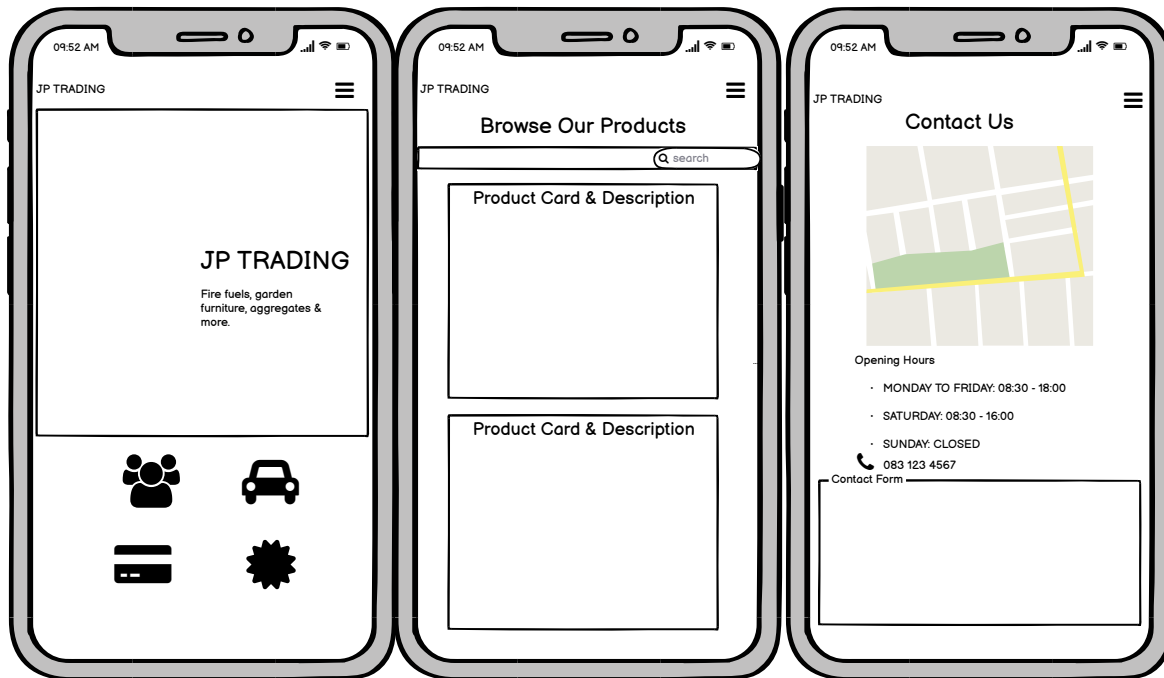 09:52 AM
JP TRADING
JP TRADING
Fire fuels, garden
furniture, aggregates &
more.
09:52 AM
JP TRADING
Browse Our Products
search
Product Card & Description
Product Card & Description
09:52 AM
JP TRADING
Contact Us
Opening Hours
· MONDAY TO FRIDAY: 08:30 - 18:00
· SATURDAY: 08:30 - 16:00
· SUNDAY: CLOSED
083 123 4567
Contact Form